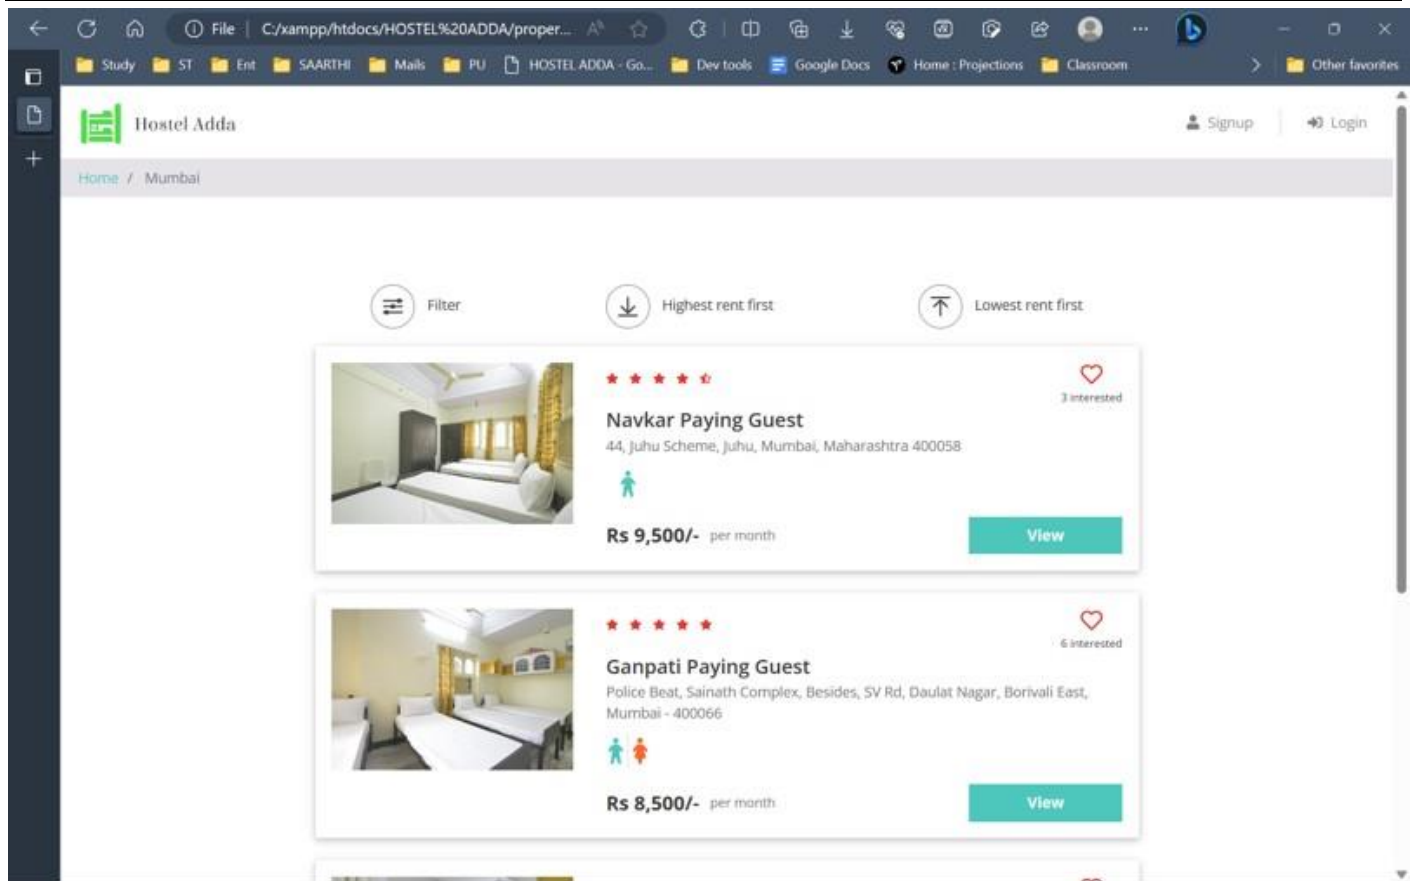 File C:/xampp/htdocs/HOSTEL%20ADDA/proper...
Study ST Ent SAARTHI Mails PU HOSTEL ADDA - Go... Dev tools Google Docs Home : Projections Classroom Other favorites
Hostel Adda Signup Login
Home / Mumbai
Filter Highest rent first Lowest rent first
3 interested
Navkar Paying Guest
44, Juhu Scheme, Juhu, Mumbai, Maharashtra 400058
Rs 9,500/- per month View
6 interested
Ganpati Paying Guest
Police Beat, Sainath Complex, Besides, SV Rd, Daulat Nagar, Borivali East,
Mumbai - 400066
Rs 8,500/- per month View